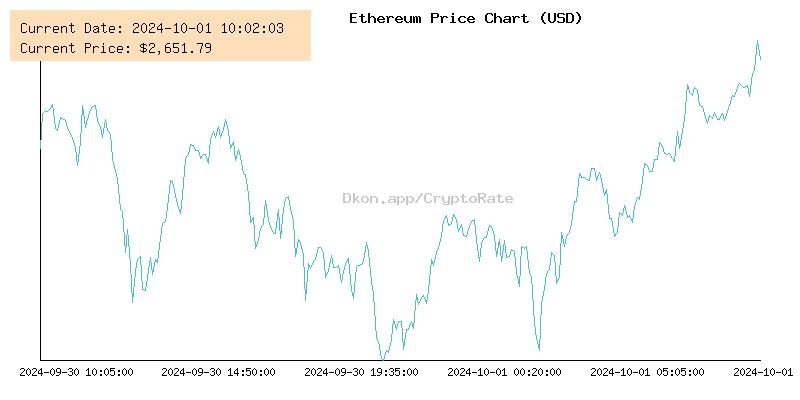 Ethereum Price Chart (USD)
Current Date: 2024-10-01 10:02:03
Current Price: $2,651.79
Dkon.app/CryptoRate
2024-09-30 10:05:00
2024-09-30 14:50:00
2024-09-30 19:35:00
2024-10-01 00:20:00
2024-10-01 05:05:00
2024-10-01